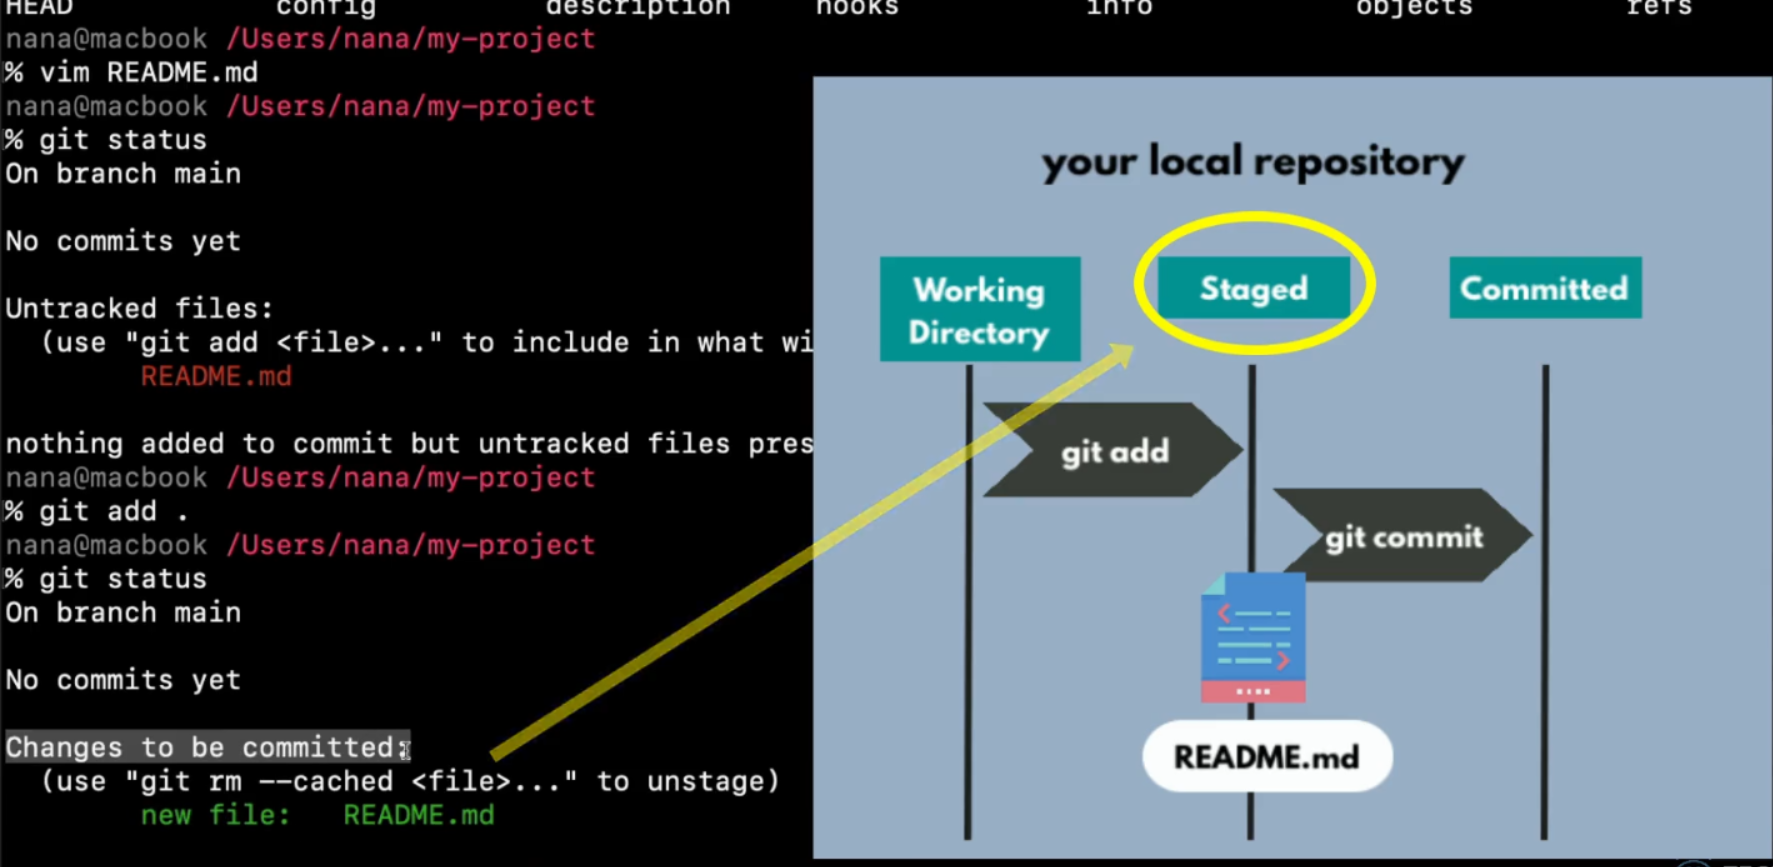 HEAD config description hooks info objects refs
nana@macbook /Users/nana/my-project
% vim README.md
nana@macbook /Users/nana/my-project
% git status
On branch main
No commits yet
Untracked files:
(use "git add <file>..." to include in what wi
README.md
nothing added to commit but untracked files pres
nana@macbook /Users/nana/my-project
% git add .
nana@macbook /Users/nana/my-project
% git status
On branch main
No commits yet
Changes to be committed:
(use "git rm --cached <file>..." to unstage)
new file: README.md
your local repository
Working
Directory
Staged
Committed
git add
git commit
README.md